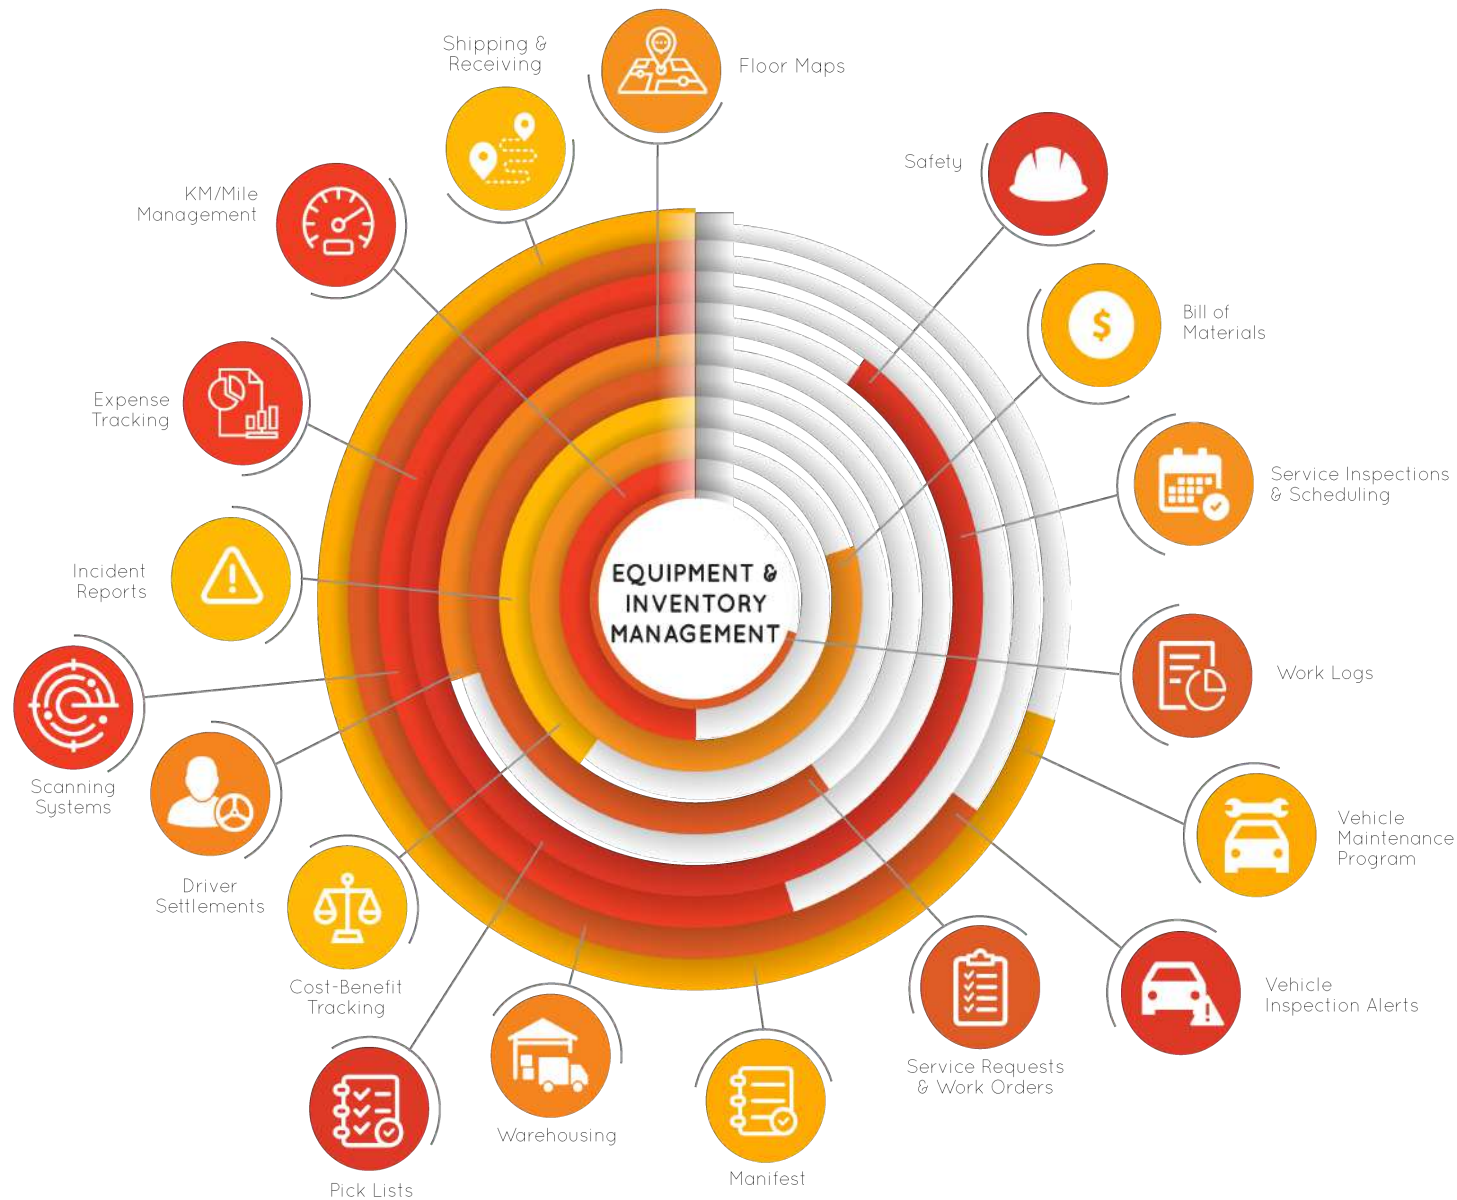 Shipping &
Receiving
Floor Maps
Safety
KM/Mile
Management
Bill of
Materials
Expense
Tracking
$
Service Inspections
& Scheduling
Incident
Reports
EQUIPMENT &
INVENTORY
MANAGEMENT
Work Logs
Scanning
Systems
Vehicle
Maintenance
Program
Driver
Settlements
Cost-Benefit
Tracking
Vehicle
Inspection Alerts
Service Requests
& Work Orders
Warehousing
Manifest
Pick Lists